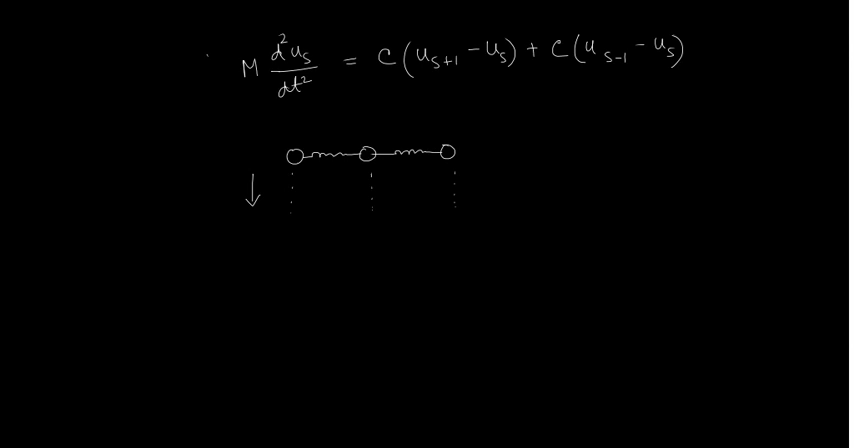 M d²u_s/dt² = C(u_{s+1} - u_s) + C(u_{s-1} - u_s)